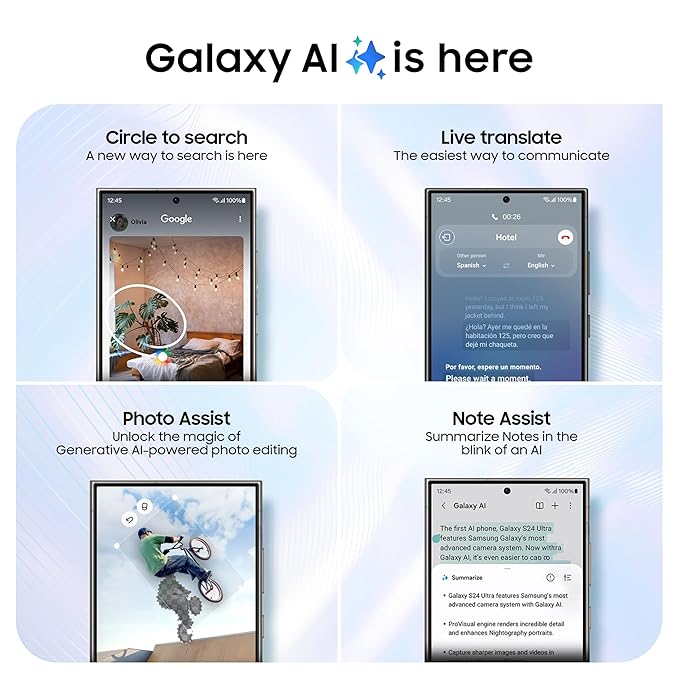 Galaxy AI is here
Circle to search
A new way to search is here
12:45
100%
Olivia
Google
Live translate
The easiest way to communicate
12:45
100%
00:26
Hotel
Other person
Me
Spanish
English
Hello? I stayed in room 125
yesterday, but I think I left my
jacket behind.
¿Hola? Ayer me quedé en la
habitación 125, pero creo que
dejé mi chaqueta.
Por favor, espere un momento.
Please wait a moment.
Photo Assist
Unlock the magic of
Generative AI-powered photo editing
Note Assist
Summarize Notes in the
blink of an AI
12:45
100%
Galaxy AI
The first AI phone, Galaxy S24 Ultra
features Samsung Galaxy's most
advanced camera system. Now with
Galaxy AI, it's even easier to
Summarize
• Galaxy S24 Ultra features Samsung's most
advanced camera system with Galaxy AI.
• ProVisual engine renders incredible detail
and enhances Nightography portraits.
• Capture sharper images and videos in